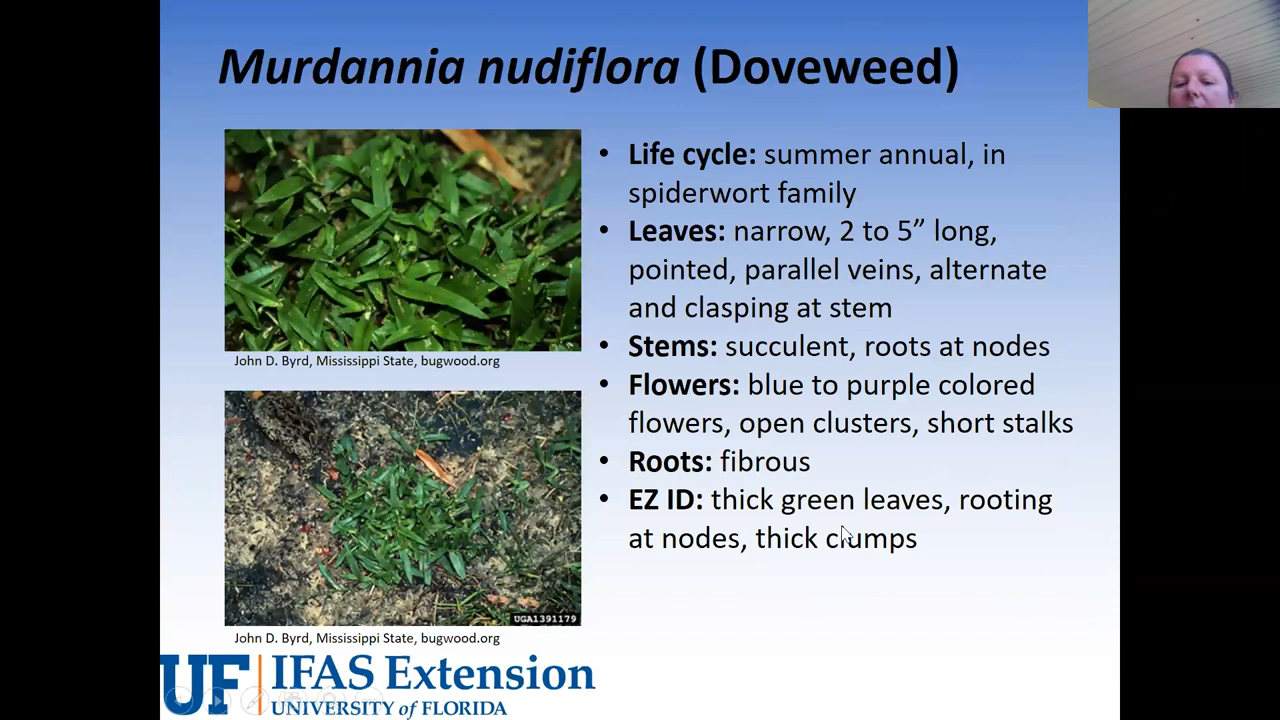 Murdannia nudiflora (Doveweed)
John D. Byrd, Mississippi State, bugwood.org
UGA1391179
John D. Byrd, Mississippi State, bugwood.org
• Life cycle: summer annual, in
spiderwort family
• Leaves: narrow, 2 to 5” long,
pointed, parallel veins, alternate
and clasping at stem
• Stems: succulent, roots at nodes
• Flowers: blue to purple colored
flowers, open clusters, short stalks
• Roots: fibrous
• EZ ID: thick green leaves, rooting
at nodes, thick clumps
UF IFAS Extension
UNIVERSITY of FLORIDA